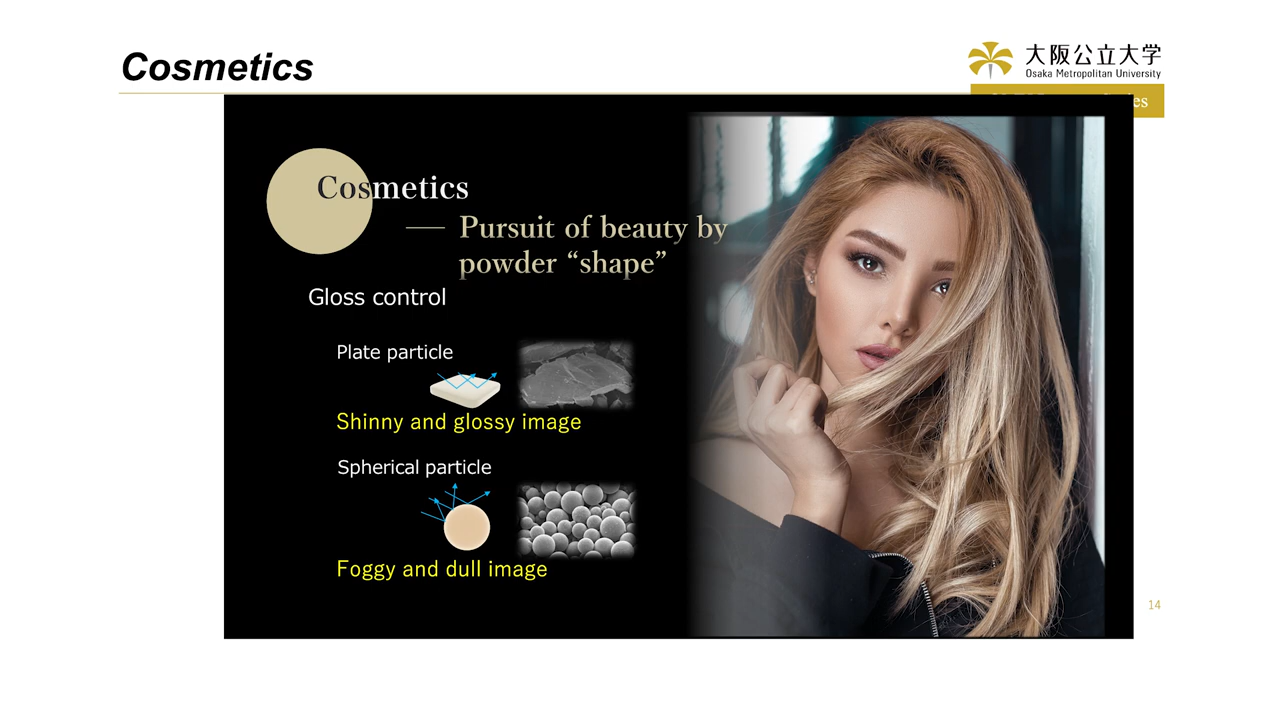 Cosmetics
大阪公立大学
Osaka Metropolitan University
es
Cosmetics
Pursuit of beauty by
powder “shape”
Gloss control
Plate particle
Shinny and glossy image
Spherical particle
Foggy and dull image
14